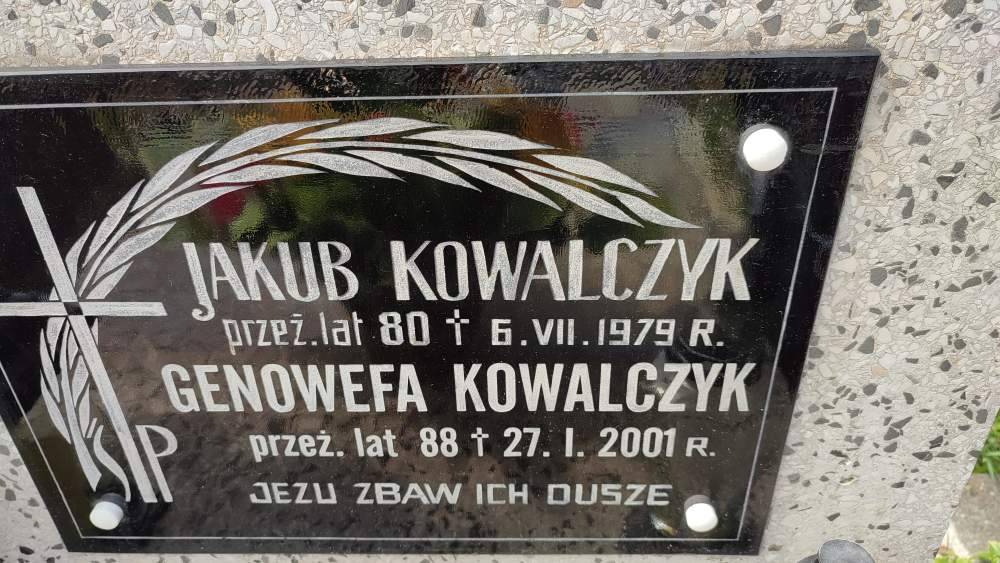 JAKUB KOWALCZYK
przeż. lat 80 † 6. VII. 1979 R.
GENOWEFA KOWALCZYK
przeż. lat 88 † 27. I. 2001 R.
ŚP
JEZU ZBAW ICH DUSZE